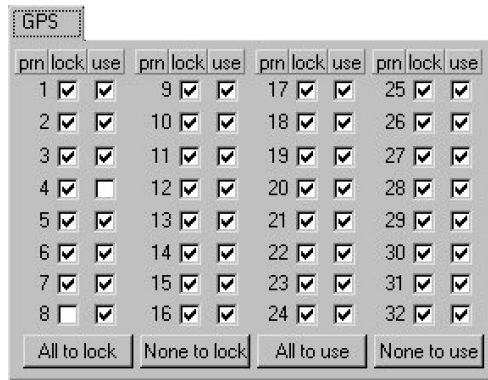 GPS
prn lock use prn lock use prn lock use prn lock use
1 9 17 25
2 10 18 26
3 11 19 27
4 12 20 28
5 13 21 29
6 14 22 30
7 15 23 31
8 16 24 32
All to lock None to lock All to use None to use